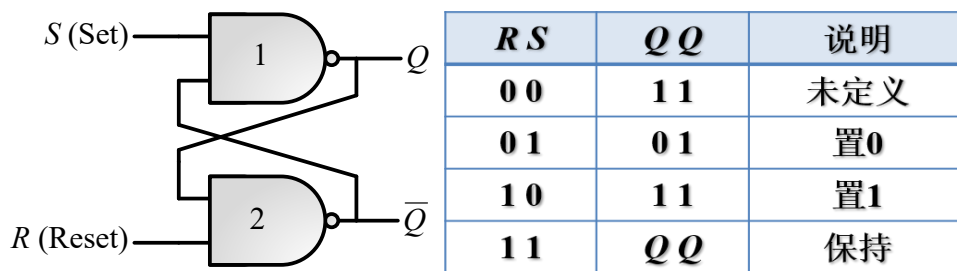 S (Set)
1
Q
2
Q̅
R (Reset)
R S Q Q 说明
0 0 1 1 未定义
0 1 0 1 置0
1 0 1 1 置1
1 1 Q Q 保持